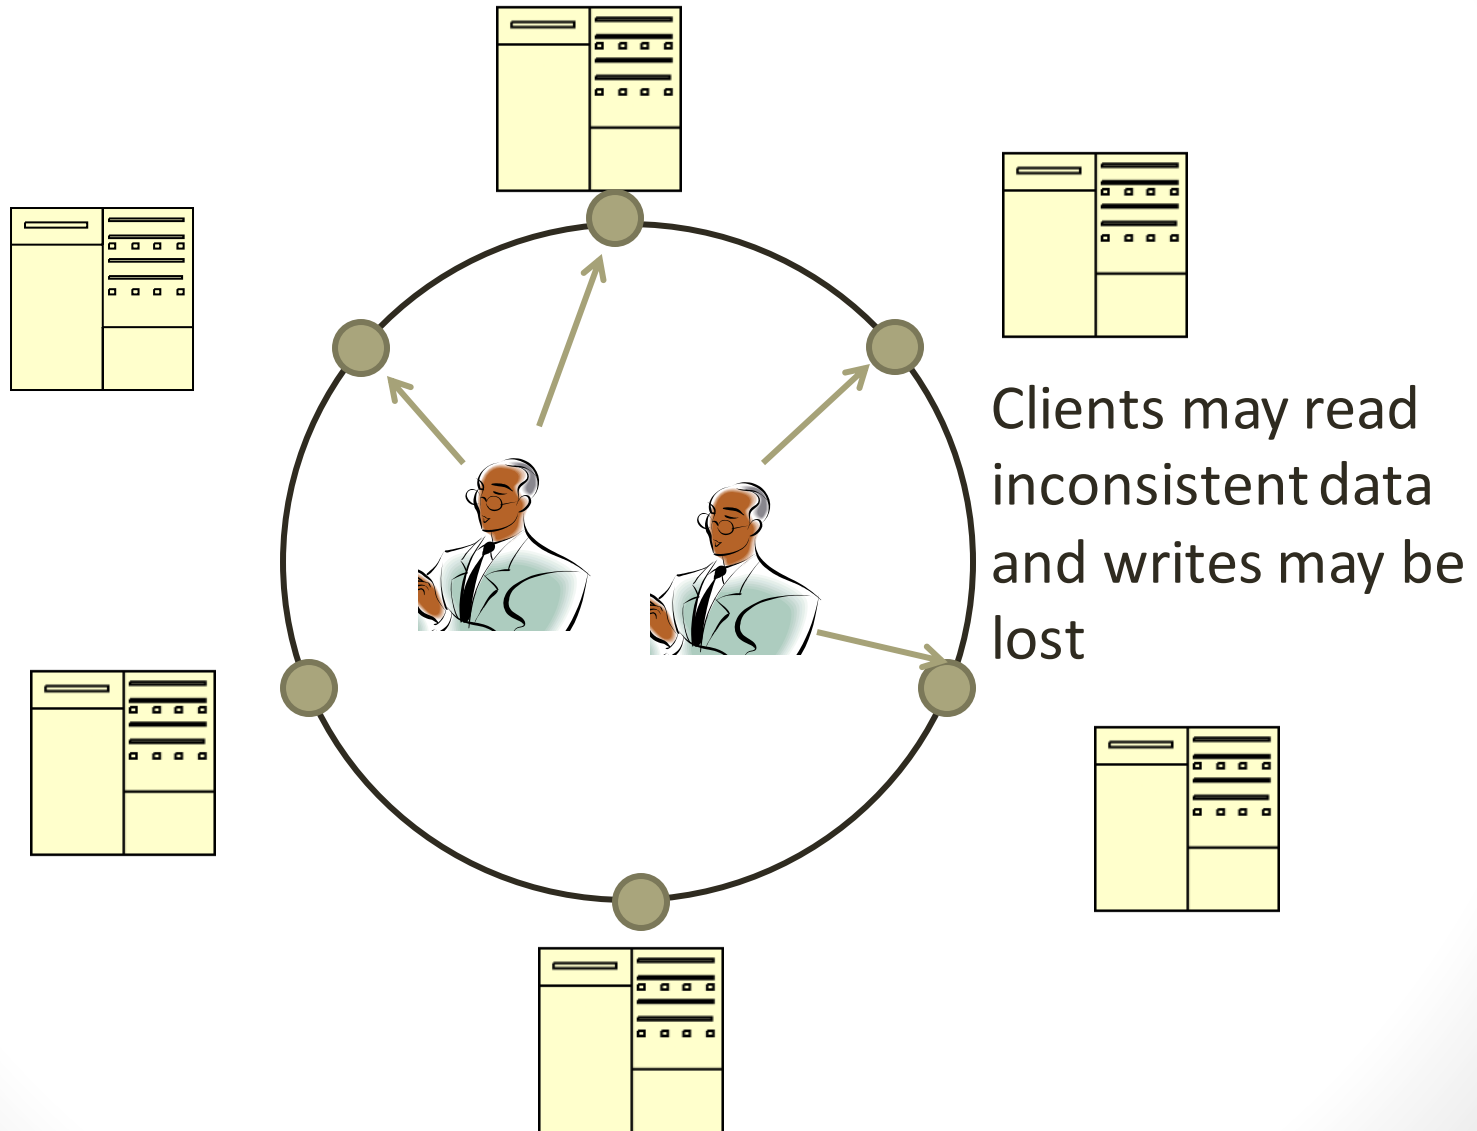 Clients may read
inconsistent data
and writes may be
lost